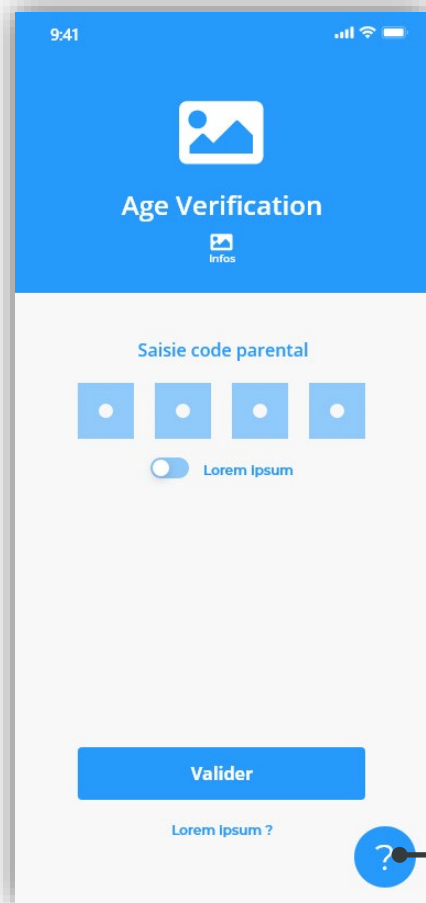 9:41
Age Verification
Infos
Saisie code parental
Lorem Ipsum
Valider
Lorem Ipsum ?
?